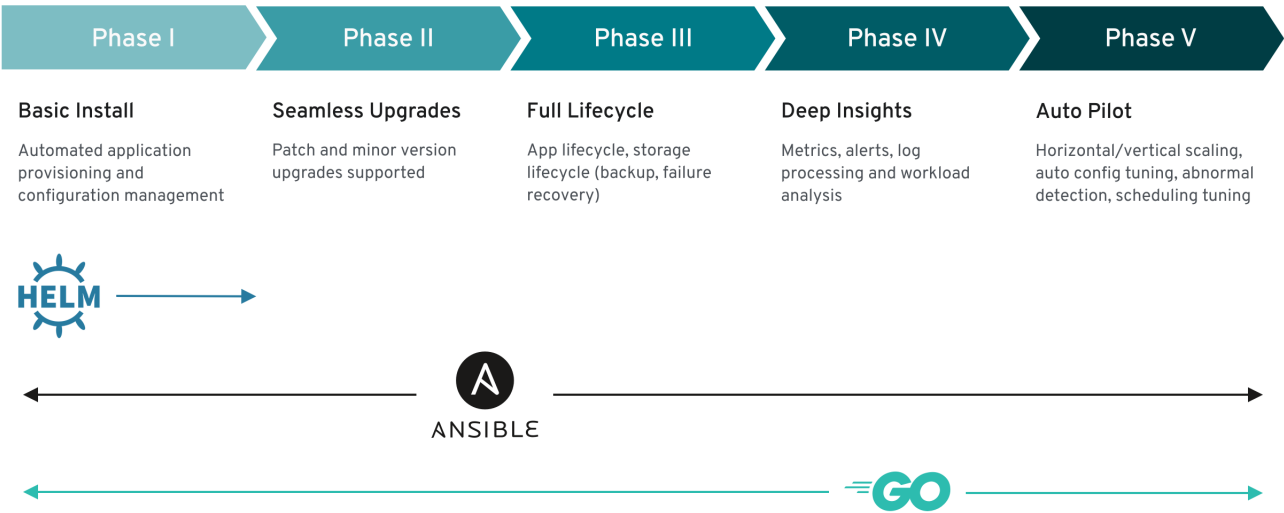 Phase I
Phase II
Phase III
Phase IV
Phase V
Basic Install
Automated application
provisioning and
configuration management
Seamless Upgrades
Patch and minor version
upgrades supported
Full Lifecycle
App lifecycle, storage
lifecycle (backup, failure
recovery)
Deep Insights
Metrics, alerts, log
processing and workload
analysis
Auto Pilot
Horizontal/vertical scaling,
auto config tuning, abnormal
detection, scheduling tuning
HELM
A
ANSIBLE
GO